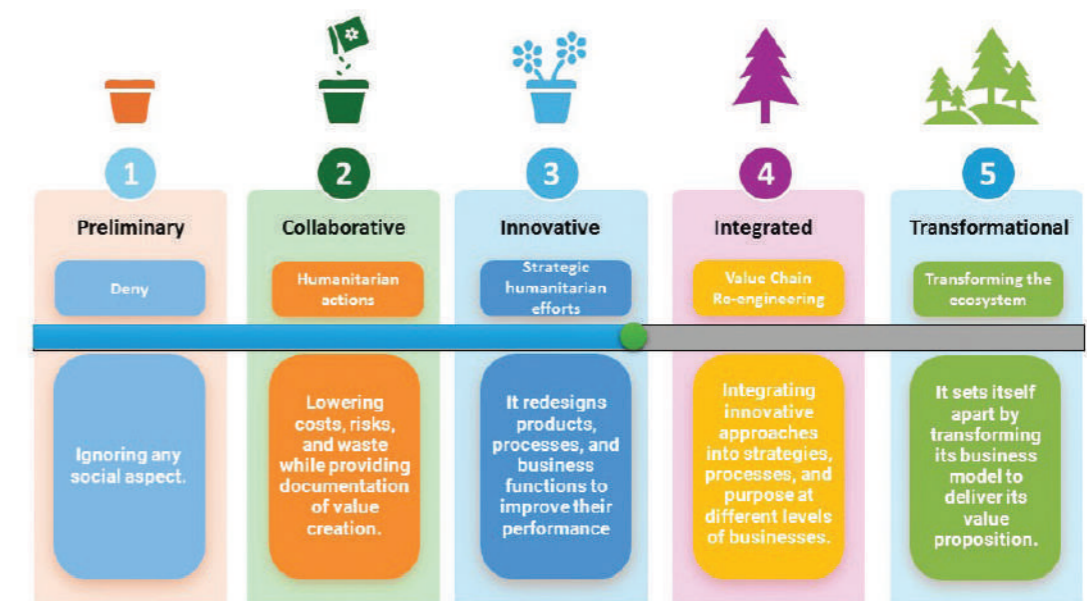 1
Preliminary
Deny
Ignoring any
social aspect.
2
Collaborative
Humanitarian
actions
Lowering
costs, risks,
and waste
while providing
documentation
of value
creation.
3
Innovative
Strategic
humanitarian
efforts
It redesigns
products,
processes, and
business
functions to
improve their
performance
4
Integrated
Value Chain
Re-engineering
Integrating
innovative
approaches
into strategies,
processes, and
purpose at
different levels
of businesses.
5
Transformational
Transforming the
ecosystem
It sets itself
apart by
transforming
its business
model to
deliver its
value
proposition.